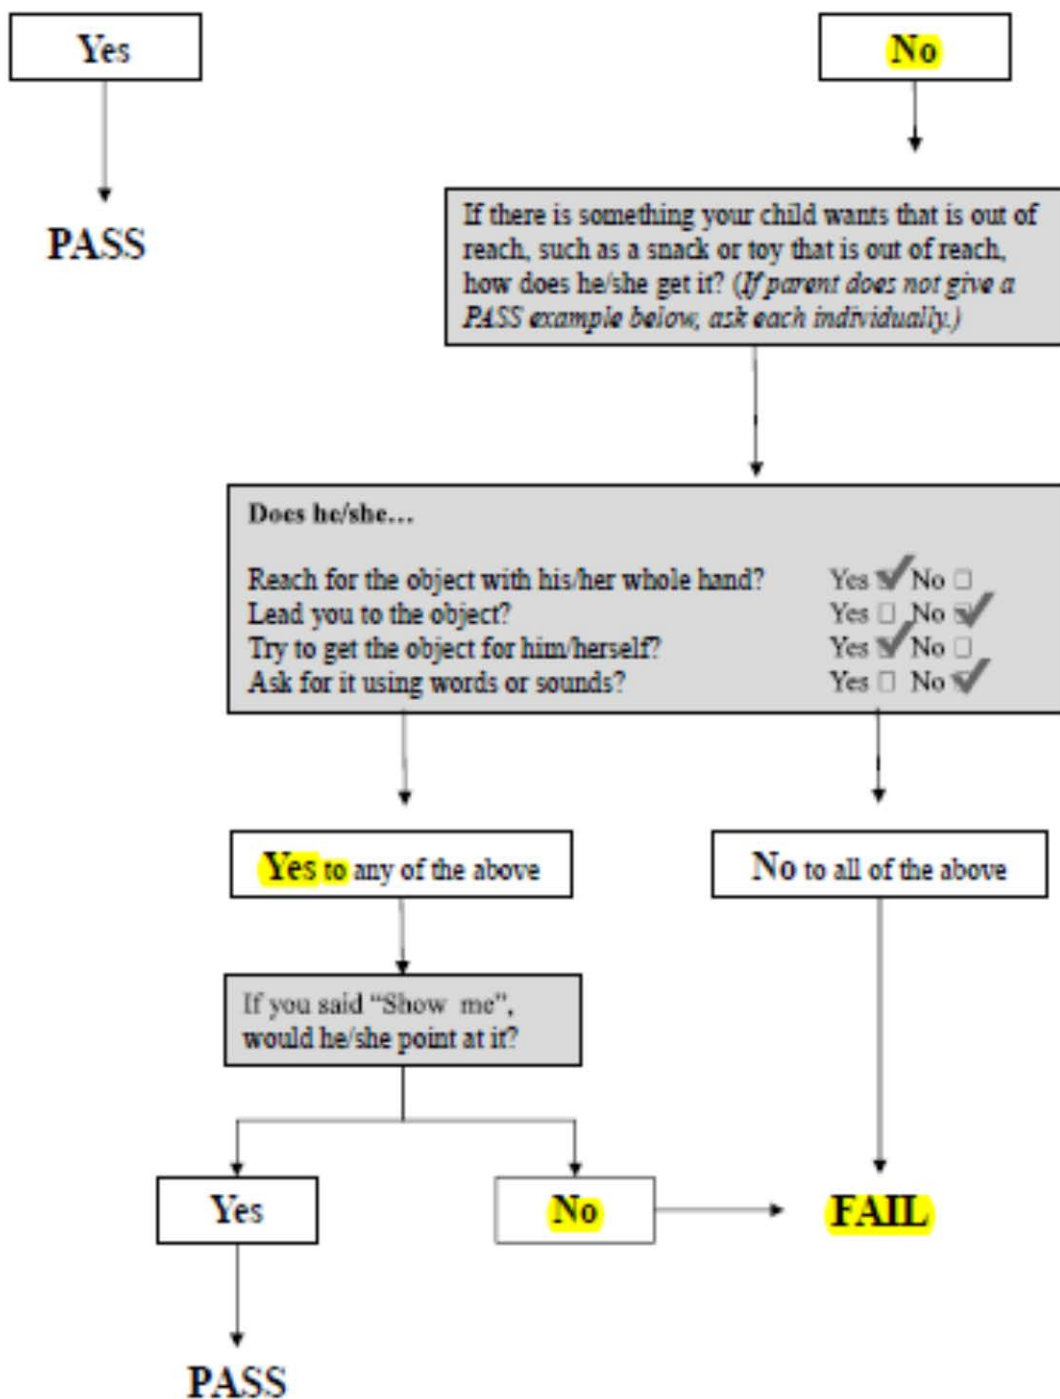 Yes
No
PASS
If there is something your child wants that is out of
reach, such as a snack or toy that is out of reach,
how does he/she get it? (If parent does not give a
PASS example below, ask each individually.)
Does he/she...
Reach for the object with his/her whole hand? Yes ☑ No ☐
Lead you to the object? Yes ☐ No ☑
Try to get the object for him/herself? Yes ☑ No ☐
Ask for it using words or sounds? Yes ☐ No ☑
Yes to any of the above
No to all of the above
If you said “Show me”,
would he/she point at it?
Yes
No
FAIL
PASS